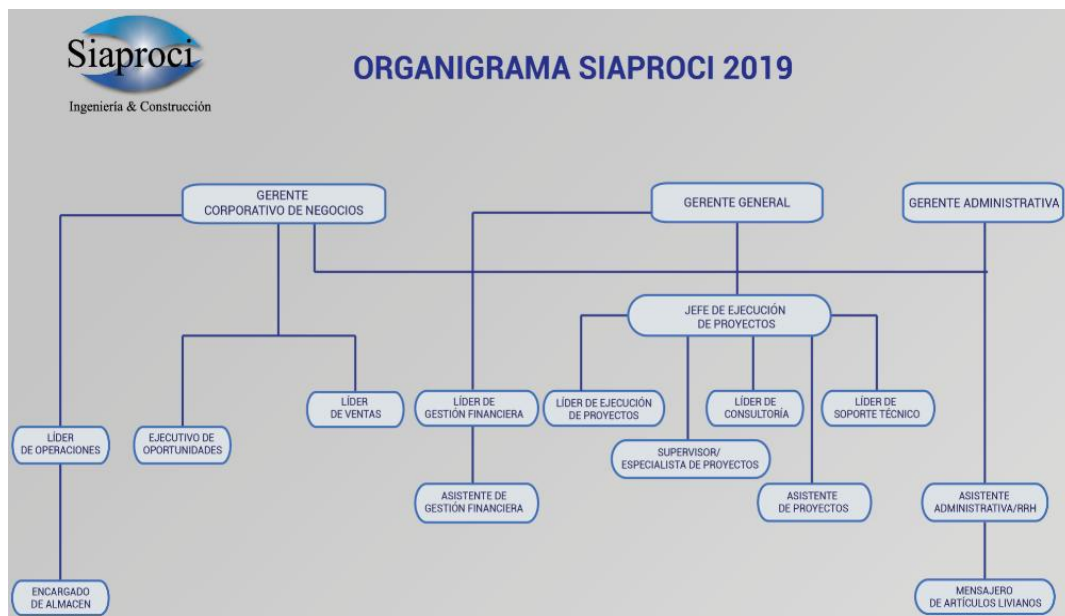 Siaproci
Ingeniería & Construcción
ORGANIGRAMA SIAPROCI 2019
GERENTE
CORPORATIVO DE NEGOCIOS
GERENTE GENERAL
GERENTE ADMINISTRATIVA
JEFE DE EJECUCIÓN
DE PROYECTOS
LÍDER
DE VENTAS
LÍDER DE
GESTIÓN FINANCIERA
LÍDER DE EJECUCIÓN
DE PROYECTOS
LÍDER DE
CONSULTORÍA
LÍDER DE
SOPORTE TÉCNICO
LÍDER
DE OPERACIONES
EJECUTIVO DE
OPORTUNIDADES
SUPERVISOR/
ESPECIALISTA DE PROYECTOS
ASISTENTE DE
GESTIÓN FINANCIERA
ASISTENTE
DE PROYECTOS
ASISTENTE
ADMINISTRATIVA/RRH
ENCARGADO
DE ALMACEN
MENSAJERO
DE ARTÍCULOS LIVIANOS